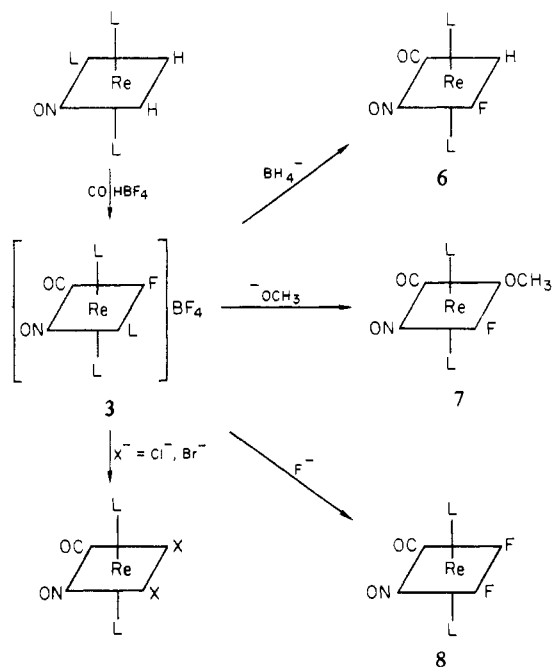 L
L H
Re
ON H
L
CO HBF4
[ L
OC F
Re
ON L
L ] BF4
3
X⁻ = Cl⁻, Br⁻
L
OC X
Re
ON X
L
BH4⁻
L
OC H
Re
ON F
L
6
⁻OCH3
L
OC OCH3
Re
ON F
L
7
F⁻
L
OC F
Re
ON F
L
8